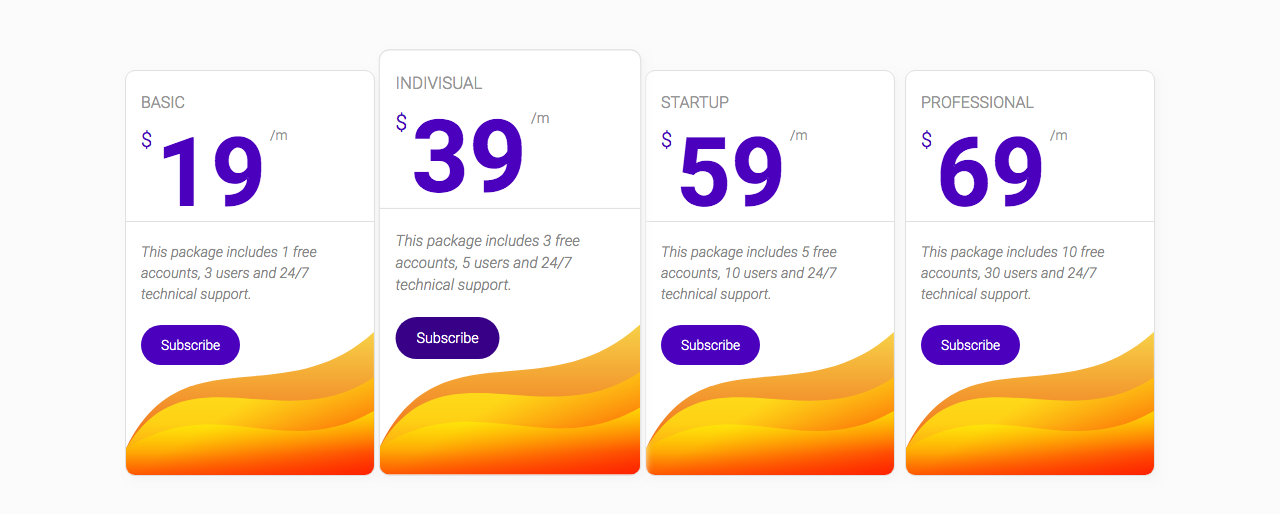 BASIC
$ 19 /m
This package includes 1 free
accounts, 3 users and 24/7
technical support.
Subscribe
INDIVISUAL
$ 39 /m
This package includes 3 free
accounts, 5 users and 24/7
technical support.
Subscribe
STARTUP
$ 59 /m
This package includes 5 free
accounts, 10 users and 24/7
technical support.
Subscribe
PROFESSIONAL
$ 69 /m
This package includes 10 free
accounts, 30 users and 24/7
technical support.
Subscribe